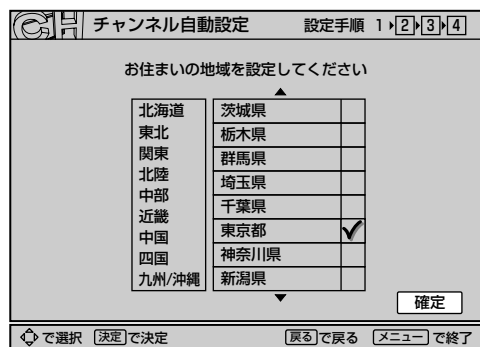 CH チャンネル自動設定 設定手順 1 2 3 4
お住まいの地域を設定してください
北海道
東北
関東
北陸
中部
近畿
中国
四国
九州/沖縄
茨城県
栃木県
群馬県
埼玉県
千葉県
東京都
神奈川県
新潟県
確定
で選択 決定で決定 戻るで戻る メニューで終了